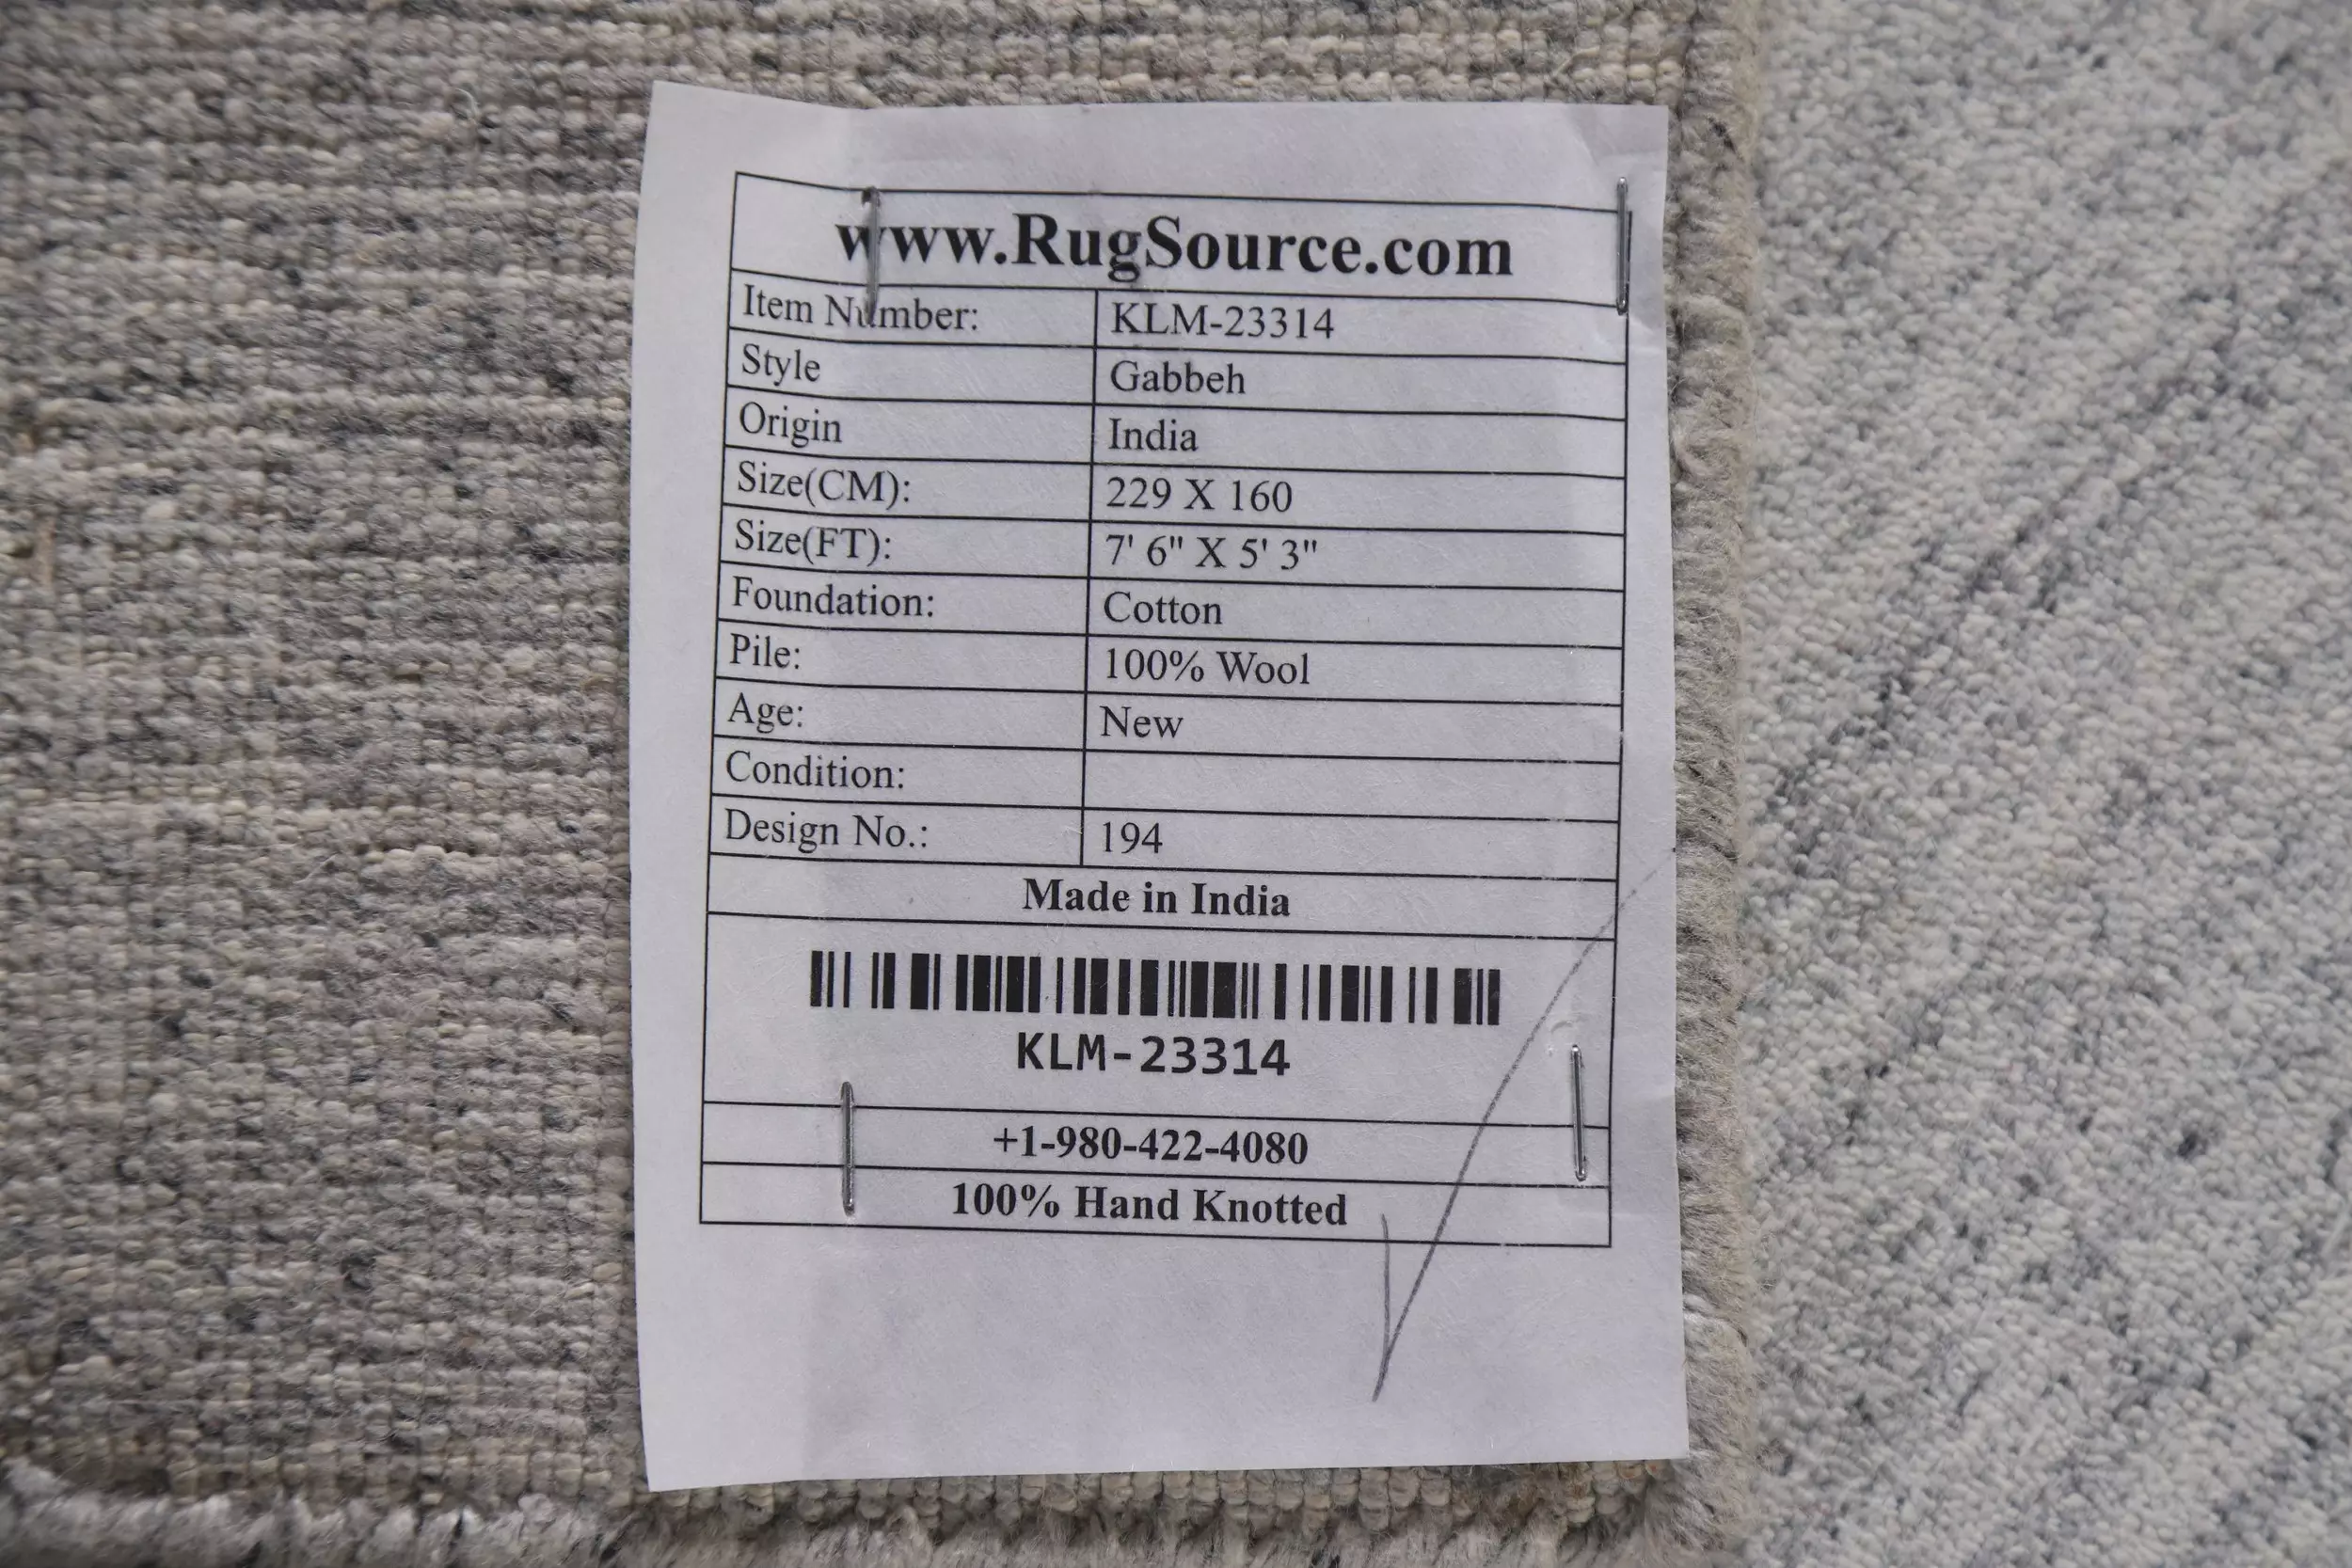 www.RugSource.com
Item Number: KLM-23314
Style Gabbeh
Origin India
Size(CM): 229 X 160
Size(FT): 7' 6" X 5' 3"
Foundation: Cotton
Pile: 100% Wool
Age: New
Condition:
Design No.: 194
Made in India
KLM-23314
+1-980-422-4080
100% Hand Knotted